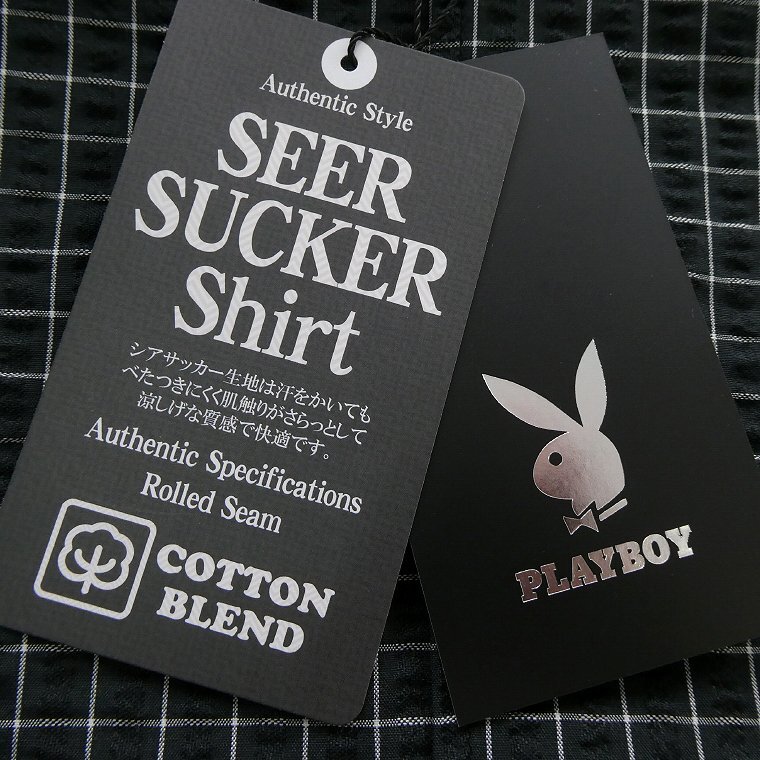 Authentic Style
SEER
SUCKER
Shirt
シアサッカー生地は汗をかいても
べたつきにくく肌触りがさらっとして
涼しげな質感で快適です。
Authentic Specifications
Rolled Seam
COTTON
BLEND
PLAYBOY